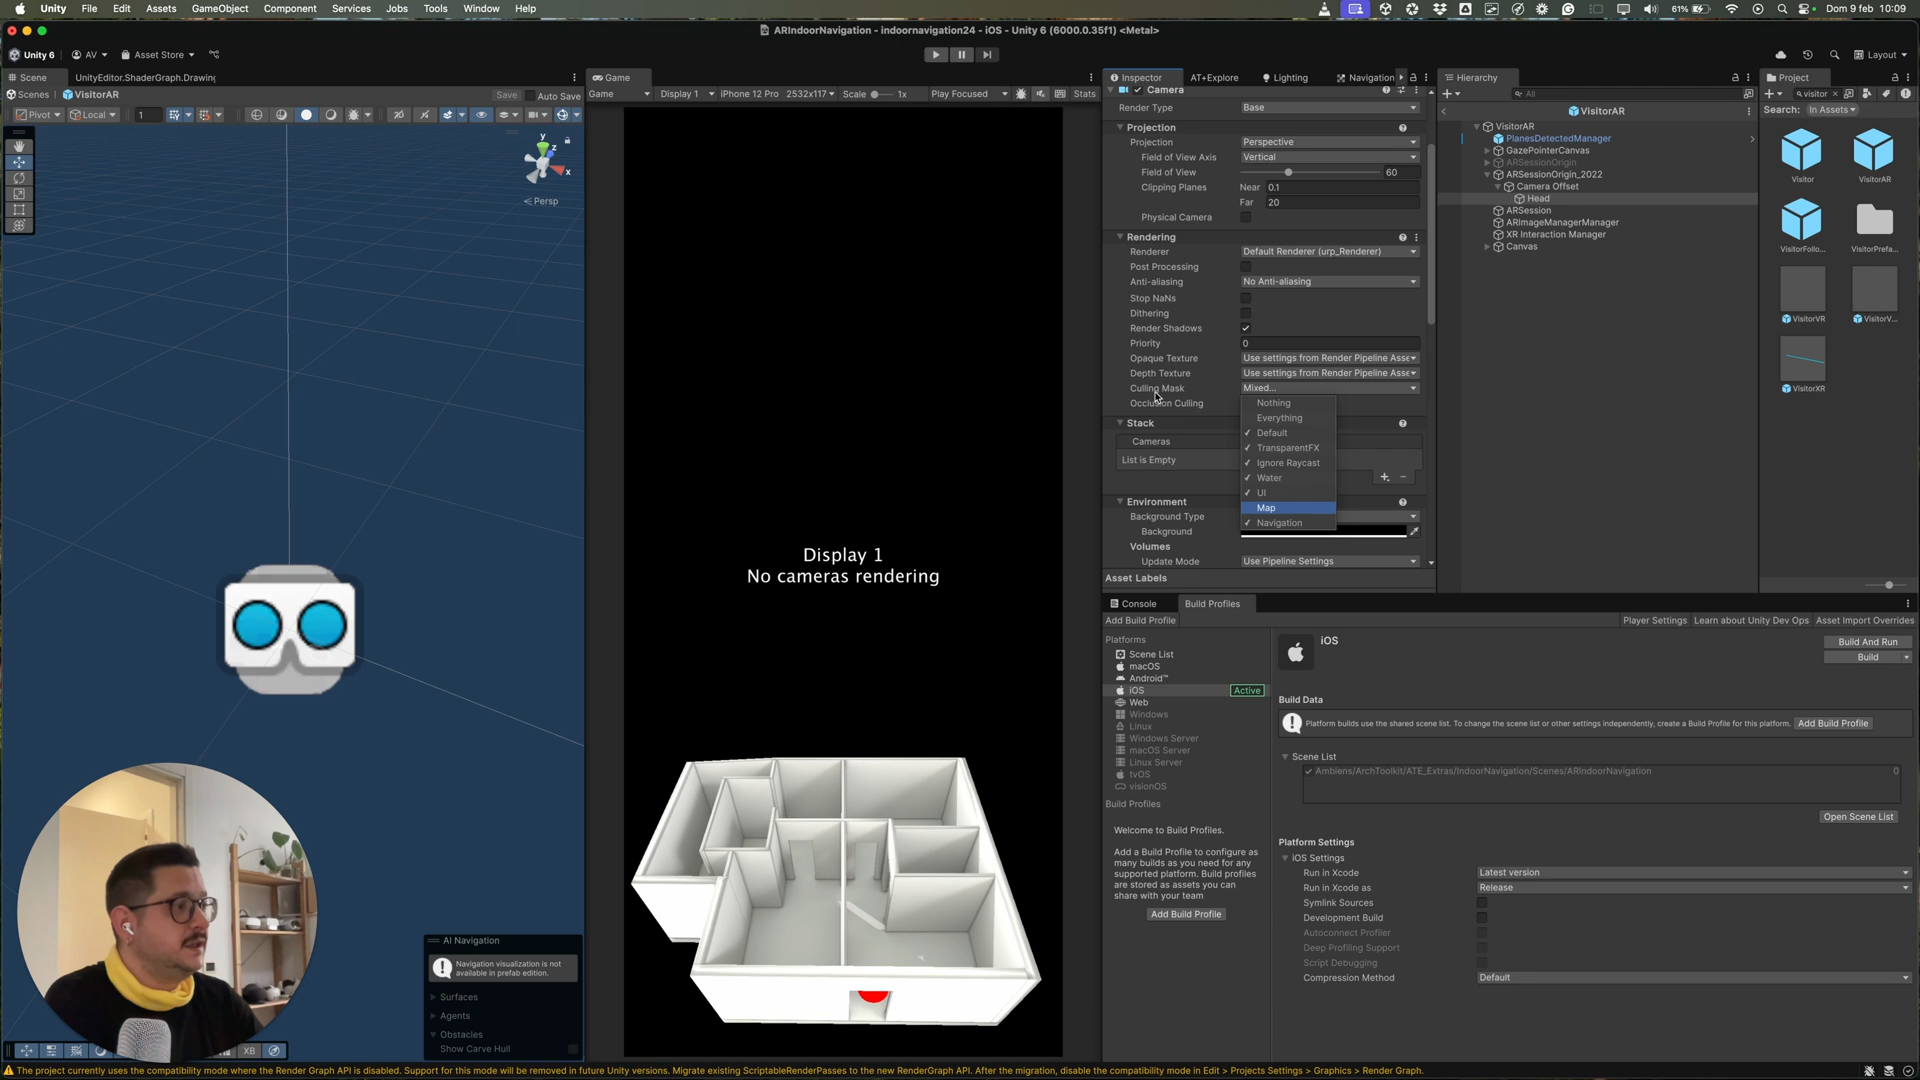 Unity File Edit Assets GameObject Component Services Jobs Tools Window Help 61% Dom 9 feb 10:09
ARIndoorNavigation - indoornavigation24 - iOS - Unity 6 (6000.0.35f1) <Metal>
Unity 6 AV Asset Store Layout
Scene UnityEditor.ShaderGraph.Drawing
Scenes VisitorAR Save Auto Save
Pivot Local 1
y
z
x
Persp
AI Navigation
Navigation visualization is not
available in prefab edition.
Surfaces
Agents
Obstacles
Show Carve Hull
XB
Game
Game Display 1 iPhone 12 Pro 2532x117 Scale 1x Play Focused Stats
Display 1
No cameras rendering
Inspector AT+Explore Lighting Navigation
Camera
Render Type Base
Projection
Projection Perspective
Field of View Axis Vertical
Field of View 60
Clipping Planes Near 0.1
Far 20
Physical Camera
Rendering
Renderer Default Renderer (urp_Renderer)
Post Processing
Anti-aliasing No Anti-aliasing
Stop NaNs
Dithering
Render Shadows
Priority 0
Opaque Texture Use settings from Render Pipeline Asse
Depth Texture Use settings from Render Pipeline Asse
Culling Mask Mixed...
Occlusion Culling
Nothing
Everything
Default
TransparentFX
Ignore Raycast
Water
UI
Map
Navigation
Stack
Cameras
List is Empty
+ −
Environment
Background Type
Background
Volumes
Update Mode Use Pipeline Settings
Asset Labels
Hierarchy
All
VisitorAR
VisitorAR
PlanesDetectedManager
GazePointerCanvas
ARSessionOrigin
ARSessionOrigin_2022
Camera Offset
Head
ARSession
ARImageManagerManager
XR Interaction Manager
Canvas
Project
visitor
Search: In Assets
Visitor VisitorAR
VisitorFollo... VisitorPrefa...
VisitorVR VisitorV...
VisitorXR
Console Build Profiles
Add Build Profile Player Settings Learn about Unity Dev Ops Asset Import Overrides
Platforms
Scene List
macOS
Android™
iOS Active
Web
Windows
Linux
Windows Server
macOS Server
Linux Server
tvOS
visionOS
Build Profiles
Welcome to Build Profiles.
Add a Build Profile to configure as
many builds as you need for any
supported platform. Build profiles
are stored as assets you can
share with your team
Add Build Profile
iOS
Build And Run
Build
Build Data
Platform builds use the shared scene list. To change the scene list or other settings independently, create a Build Profile for this platform. Add Build Profile
Scene List
Ambiens/ArchToolkit/ATE_Extras/IndoorNavigation/Scenes/ARIndoorNavigation 0
Open Scene List
Platform Settings
iOS Settings
Run in Xcode Latest version
Run in Xcode as Release
Symlink Sources
Development Build
Autoconnect Profiler
Deep Profiling Support
Script Debugging
Compression Method Default
The project currently uses the compatibility mode where the Render Graph API is disabled. Support for this mode will be removed in future Unity versions. Migrate existing ScriptableRenderPasses to the new RenderGraph API. After the migration, disable the compatibility mode in Edit > Projects Settings > Graphics > Render Graph.